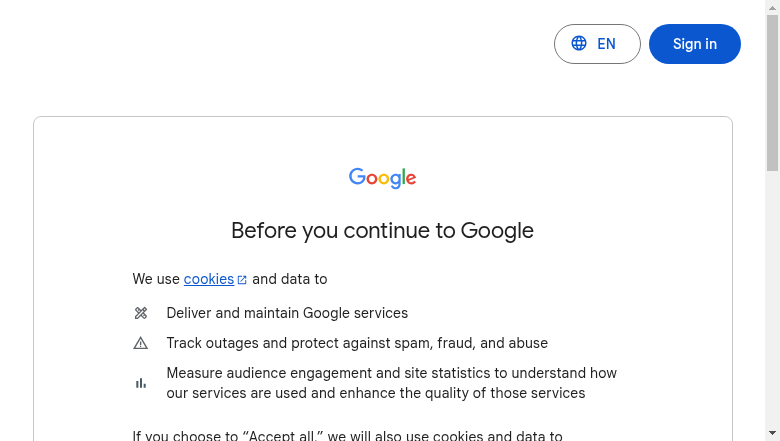 EN
Sign in
Google
Before you continue to Google
We use cookies and data to
Deliver and maintain Google services
Track outages and protect against spam, fraud, and abuse
Measure audience engagement and site statistics to understand how
our services are used and enhance the quality of those services
If you choose to “Accept all,” we will also use cookies and data to